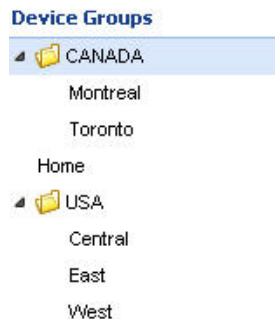 Device Groups
CANADA
Montreal
Toronto
Home
USA
Central
East
West